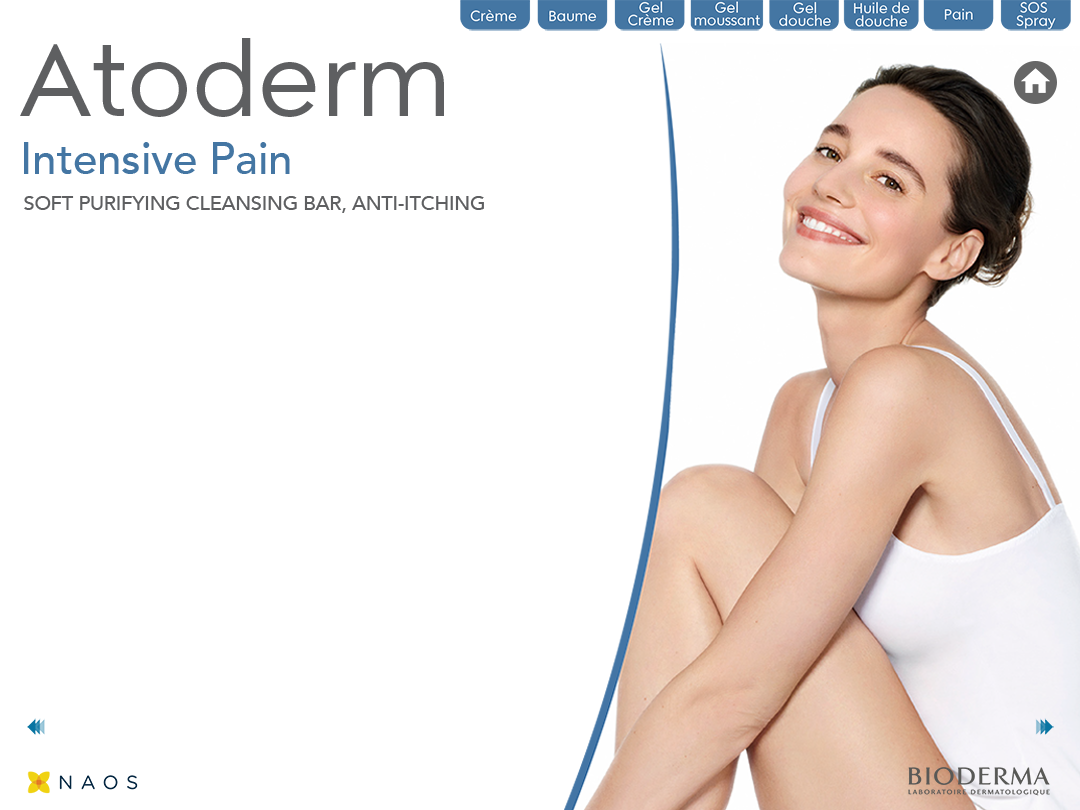 Crème
Baume
Gel
Crème
Gel
moussant
Gel
douche
Huile de
douche
Pain
SOS
Spray
Atoderm
Intensive Pain
SOFT PURIFYING CLEANSING BAR, ANTI-ITCHING
NAOS
BIODERMA
LABORATOIRE DERMATOLOGIQUE